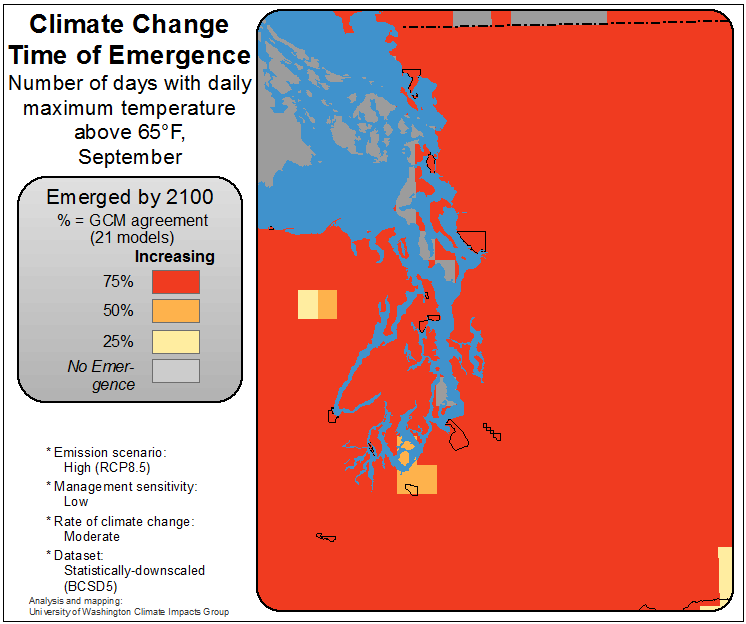 Climate Change
Time of Emergence
Number of days with daily
maximum temperature
above 65°F,
September
Emerged by 2100
% = GCM agreement
(21 models)
Increasing
75%
50%
25%
No Emer-
gence
* Emission scenario:
High (RCP8.5)
* Management sensitivity:
Low
* Rate of climate change:
Moderate
* Dataset:
Statistically-downscaled
(BCSD5)
Analysis and mapping:
University of Washington Climate Impacts Group